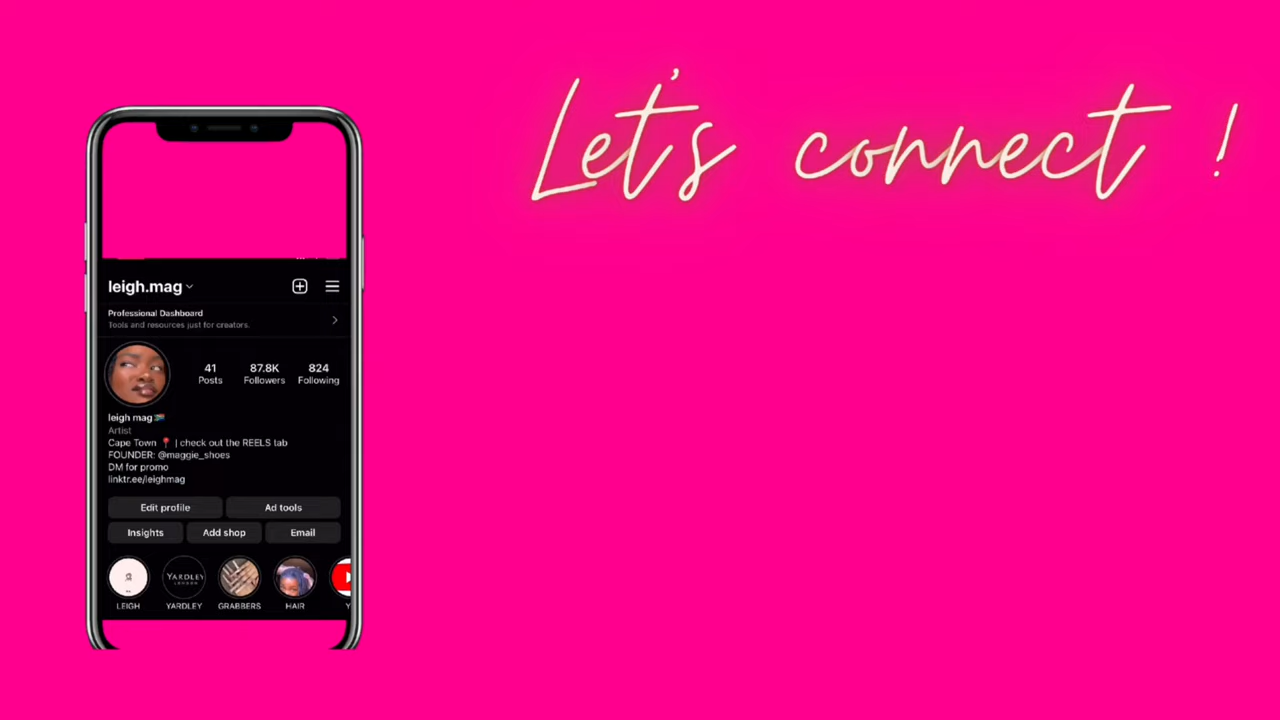 Let's connect !
leigh.mag
Professional Dashboard
Tools and resources just for creators.
41 87.8K 824
Posts Followers Following
leigh mag🇿🇦
Artist
Cape Town 📍 | check out the REELS tab
FOUNDER: @maggie_shoes
DM for promo
linktr.ee/leighmag
Edit profile Ad tools
Insights Add shop Email
YARDLEY
LONDON
LEIGH YARDLEY GRABBERS HAIR Y